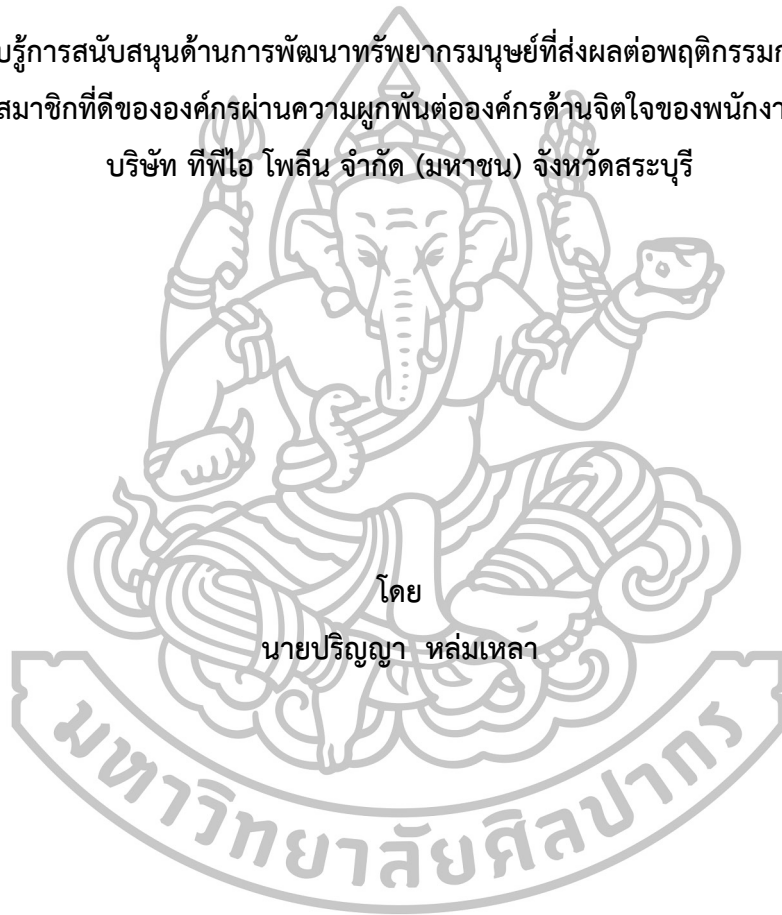 บรู้การสนับสนุนด้านการพัฒนาทรัพยากรมนุษย์ที่ส่งผลต่อพฤติกรรมก
สมาชิกที่ดีขององค์กรผ่านความผูกพันต่อองค์กรด้านจิตใจของพนักงา
บริษัท ทีพีไอ โพลีน จำกัด (มหาชน) จังหวัดสระบุรี
โดย
นายปริญญา หล่มเหลา
มหาวิทยาลัยศิลปากร